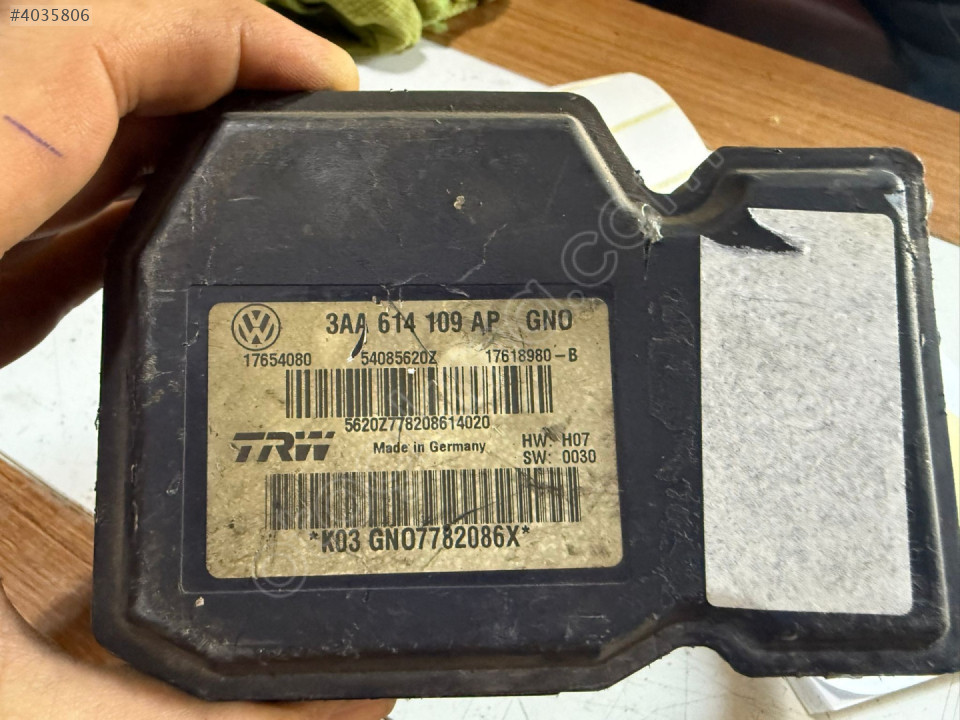 #4035806
3AA 614 109 AP GNO
17654080 54085620Z 17618980-B
5620Z778208614020
TRW Made in Germany HW: H07
SW: 0030
*K03 GNO7782086X*